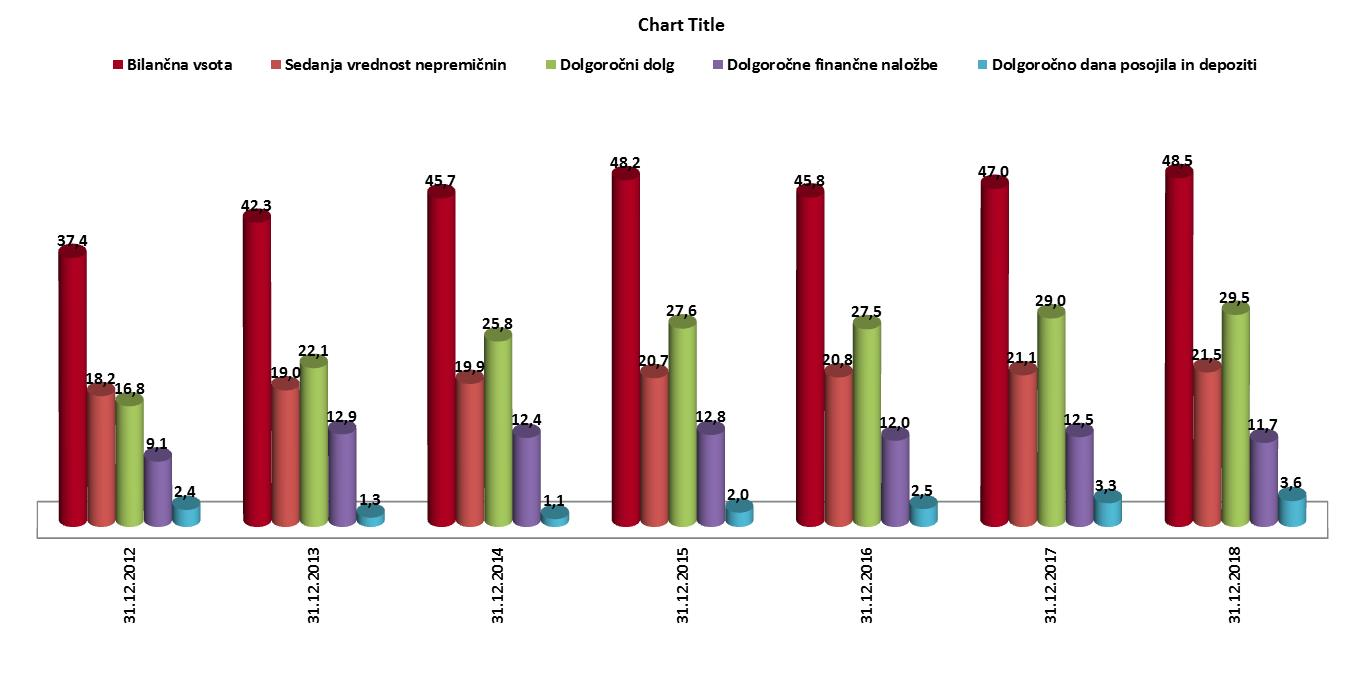 Chart Title
Bilančna vsota Sedanja vrednost nepremičnin Dolgoročni dolg Dolgoročne finančne naložbe Dolgoročno dana posojila in depoziti
37,4 18,2 16,8 9,1 2,4
42,3 19,0 22,1 12,9 1,3
45,7 19,9 25,8 12,4 1,1
48,2 20,7 27,6 12,8 2,0
45,8 20,8 27,5 12,0 2,5
47,0 21,1 29,0 12,5 3,3
48,5 21,5 29,5 11,7 3,6
31.12.2012
31.12.2013
31.12.2014
31.12.2015
31.12.2016
31.12.2017
31.12.2018